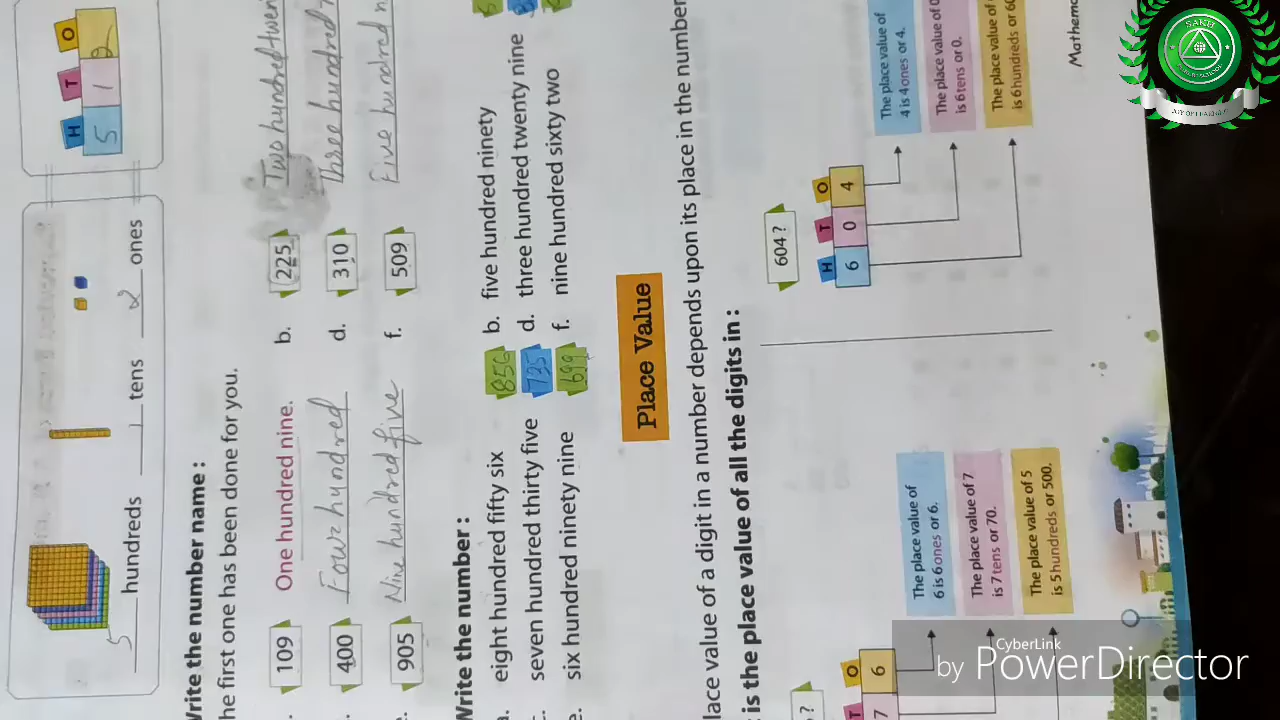 5 hundreds 1 tens 2 ones
H T O
5 1 2
Write the number name :
he first one has been done for you.
109 One hundred nine. b. 225 Two hundred twen
400 Four hundred d. 310 Three hundred
905 Nine hundred five f. 509 Five hundred
Write the number :
eight hundred fifty six 856 b. five hundred ninety
seven hundred thirty five 735 d. three hundred twenty nine
e. six hundred ninety nine 699 f. nine hundred sixty two
Place Value
lace value of a digit in a number depends upon its place in the number
is the place value of all the digits in :
?
T O
7 6
The place value of
6 is 6 ones or 6.
The place value of 7
is 7 tens or 70.
The place value of 5
is 5 hundreds or 500.
604 ?
H T O
6 0 4
The place value of
4 is 4 ones or 4.
The place value of 0
is 6 tens or 0.
The place value of
is 6 hundreds or 60
Mathema
SAKH
by CyberLink
PowerDirector